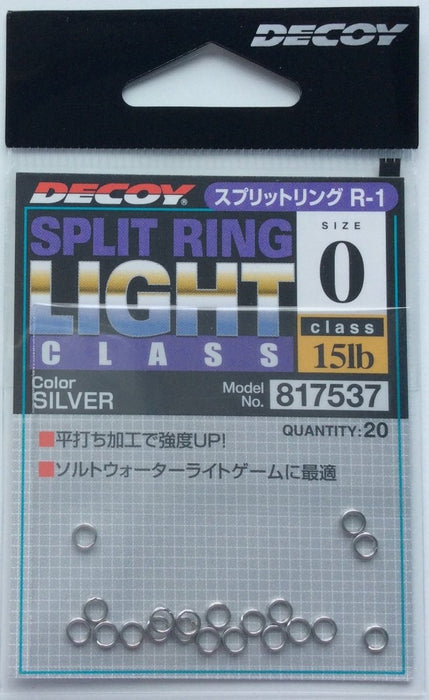 DECOY
DECOY® スプリットリング R-1
SPLIT RING
LIGHT
CLASS
SIZE
0
class
15lb
Color
SILVER
Model No. 817537
QUANTITY:20
■平打ち加工で強度UP!
■ソルトウォーターライトゲームに最適